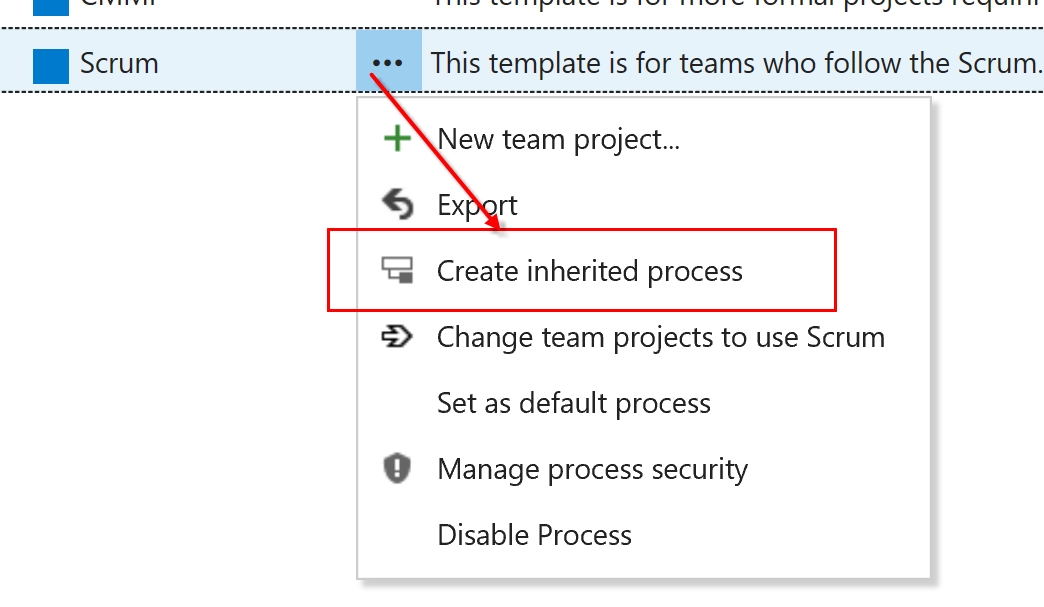 CMMI
This template is for more formal projects requiri
Scrum
... This template is for teams who follow the Scrum.
New team project...
Export
Create inherited process
Change team projects to use Scrum
Set as default process
Manage process security
Disable Process